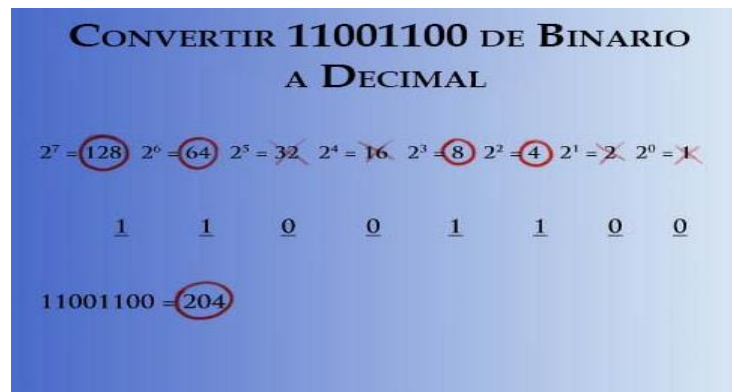 CONVERTIR 11001100 DE BINARIO
A DECIMAL
2⁷ = 128 2⁶ = 64 2⁵ = 32 2⁴ = 16 2³ = 8 2² = 4 2¹ = 2 2⁰ = 1
1 1 0 0 1 1 0 0
11001100 = 204